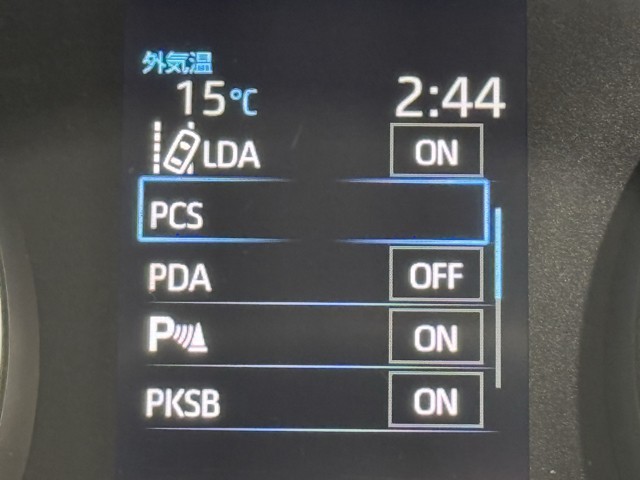 外気温
15℃ 2:44
LDA ON
PCS
PDA OFF
P ON
PKSB ON